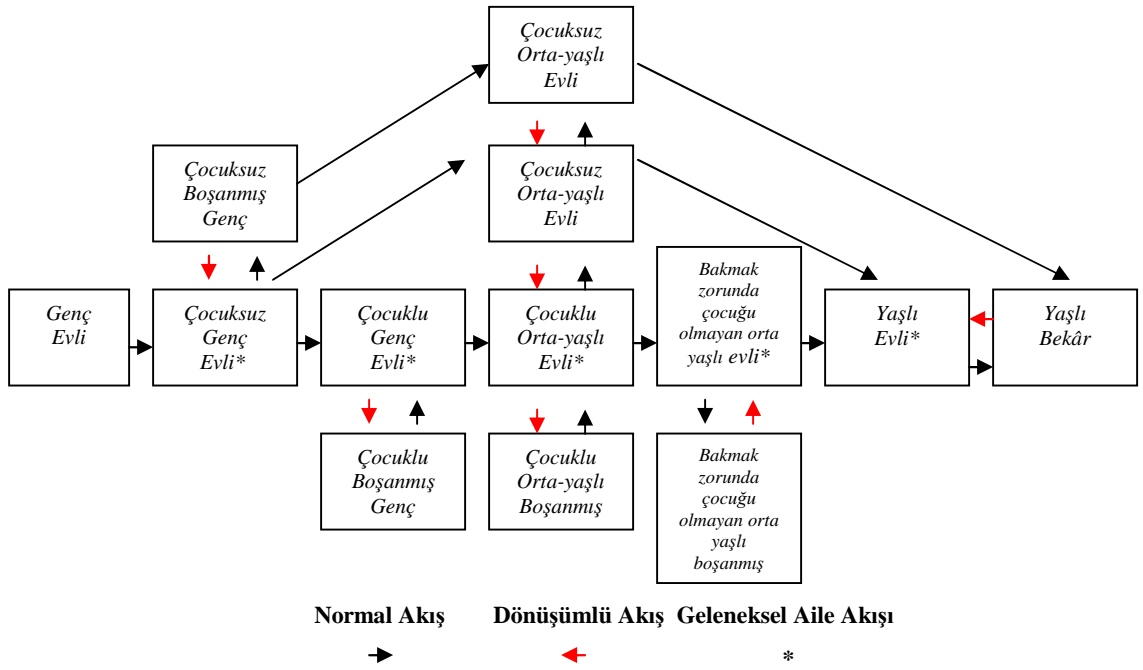 Çocuksuz
Orta-yaşlı
Evli
Çocuksuz
Boşanmış
Genç
Çocuksuz
Orta-yaşlı
Evli
Genç
Evli
Çocuksuz
Genç
Evli*
Çocuklu
Genç
Evli*
Çocuklu
Orta-yaşlı
Evli*
Bakmak
zorunda
çocuğu
olmayan orta
yaşlı evli*
Yaşlı
Evli*
Yaşlı
Bekâr
Çocuklu
Boşanmış
Genç
Çocuklu
Orta-yaşlı
Boşanmış
Bakmak
zorunda
çocuğu
olmayan orta
yaşlı
boşanmış
Normal Akış Dönüşümlü Akış Geleneksel Aile Akışı
*